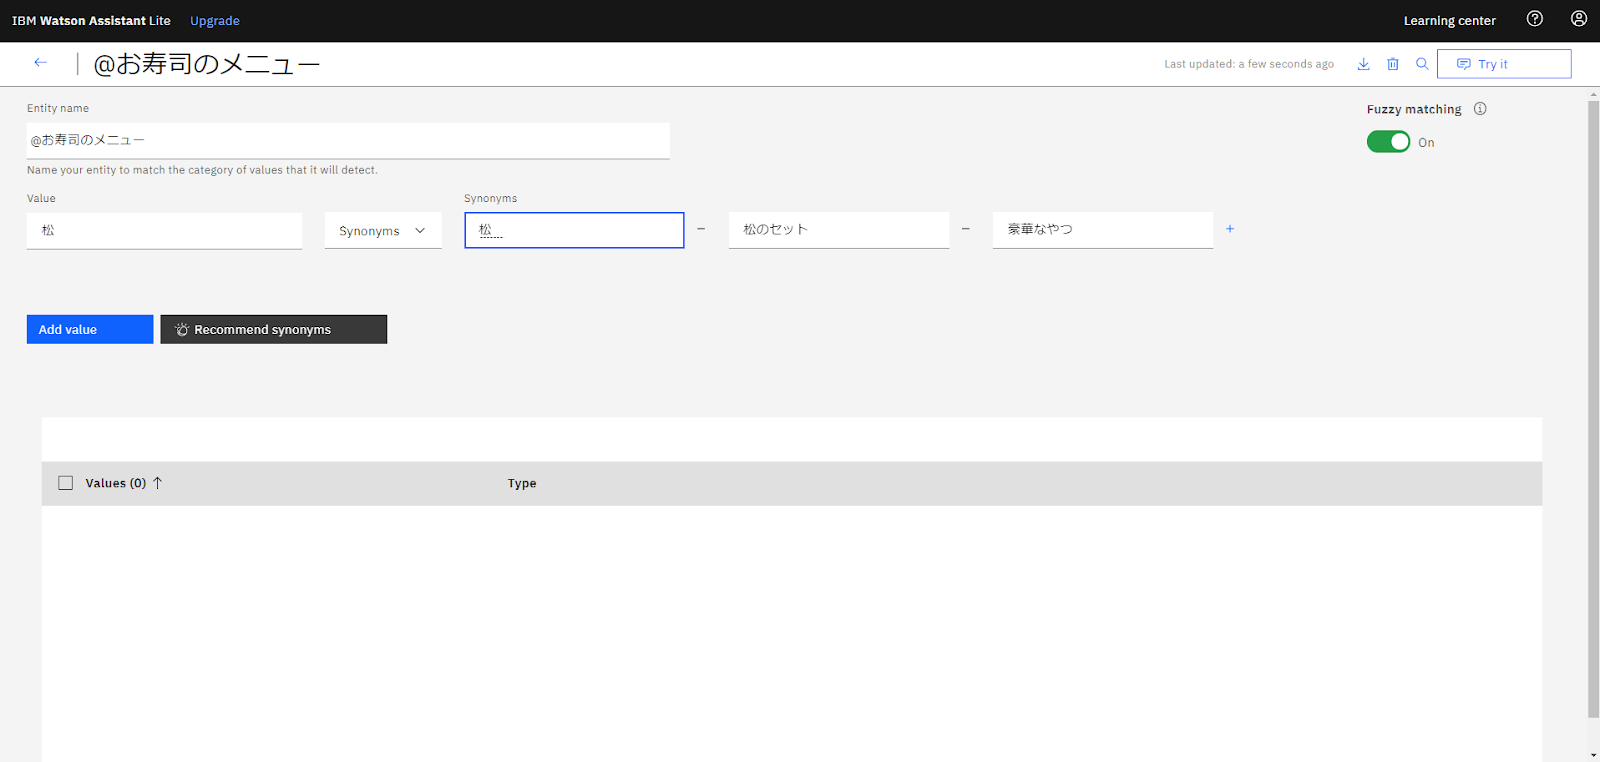 IBM Watson Assistant Lite Upgrade Learning center
@お寿司のメニュー Last updated: a few seconds ago Try it
Entity name Fuzzy matching
@お寿司のメニュー On
Name your entity to match the category of values that it will detect.
Value Synonyms
松 Synonyms 松 – 松のセット – 豪華なやつ +
Add value Recommend synonyms
Values (0) ↑ Type